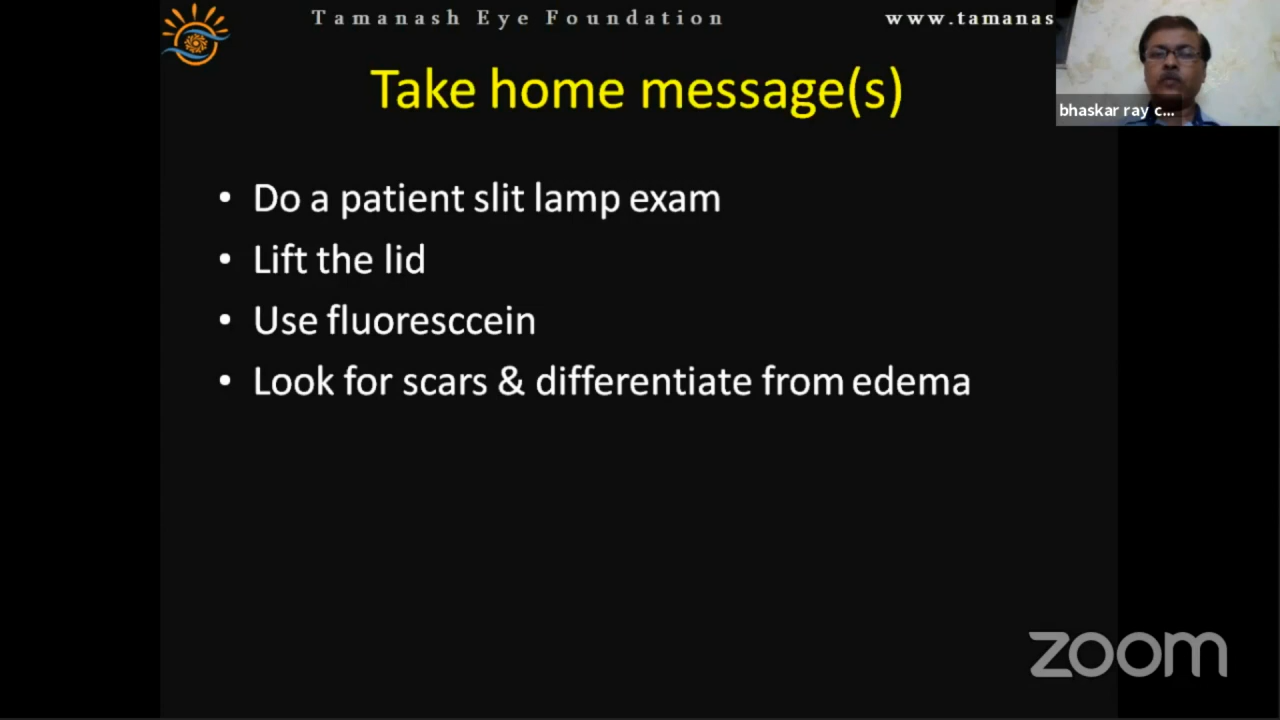 Tamanash Eye Foundation
www.tamanas
Take home message(s)
bhaskar ray c...
• Do a patient slit lamp exam
• Lift the lid
• Use fluoresccein
• Look for scars & differentiate from edema
zoom